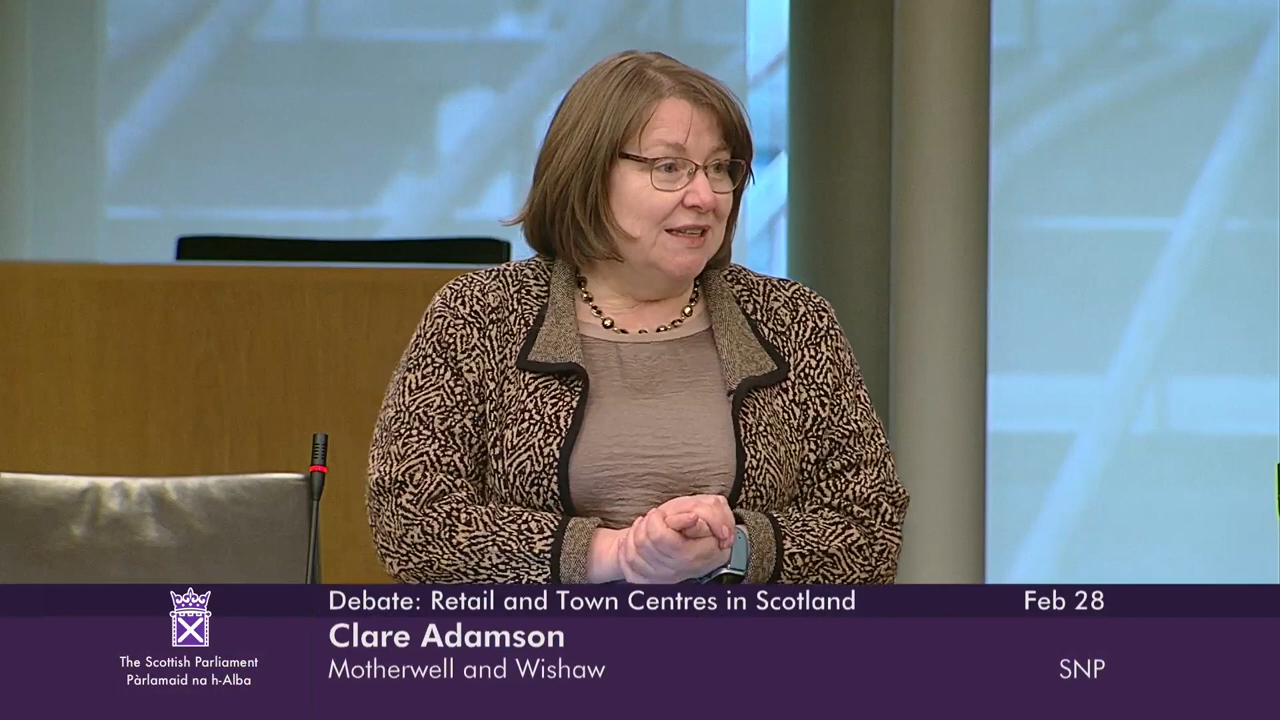 Debate: Retail and Town Centres in Scotland
Feb 28
Clare Adamson
Motherwell and Wishaw
SNP
The Scottish Parliament
Pàrlamaid na h-Alba